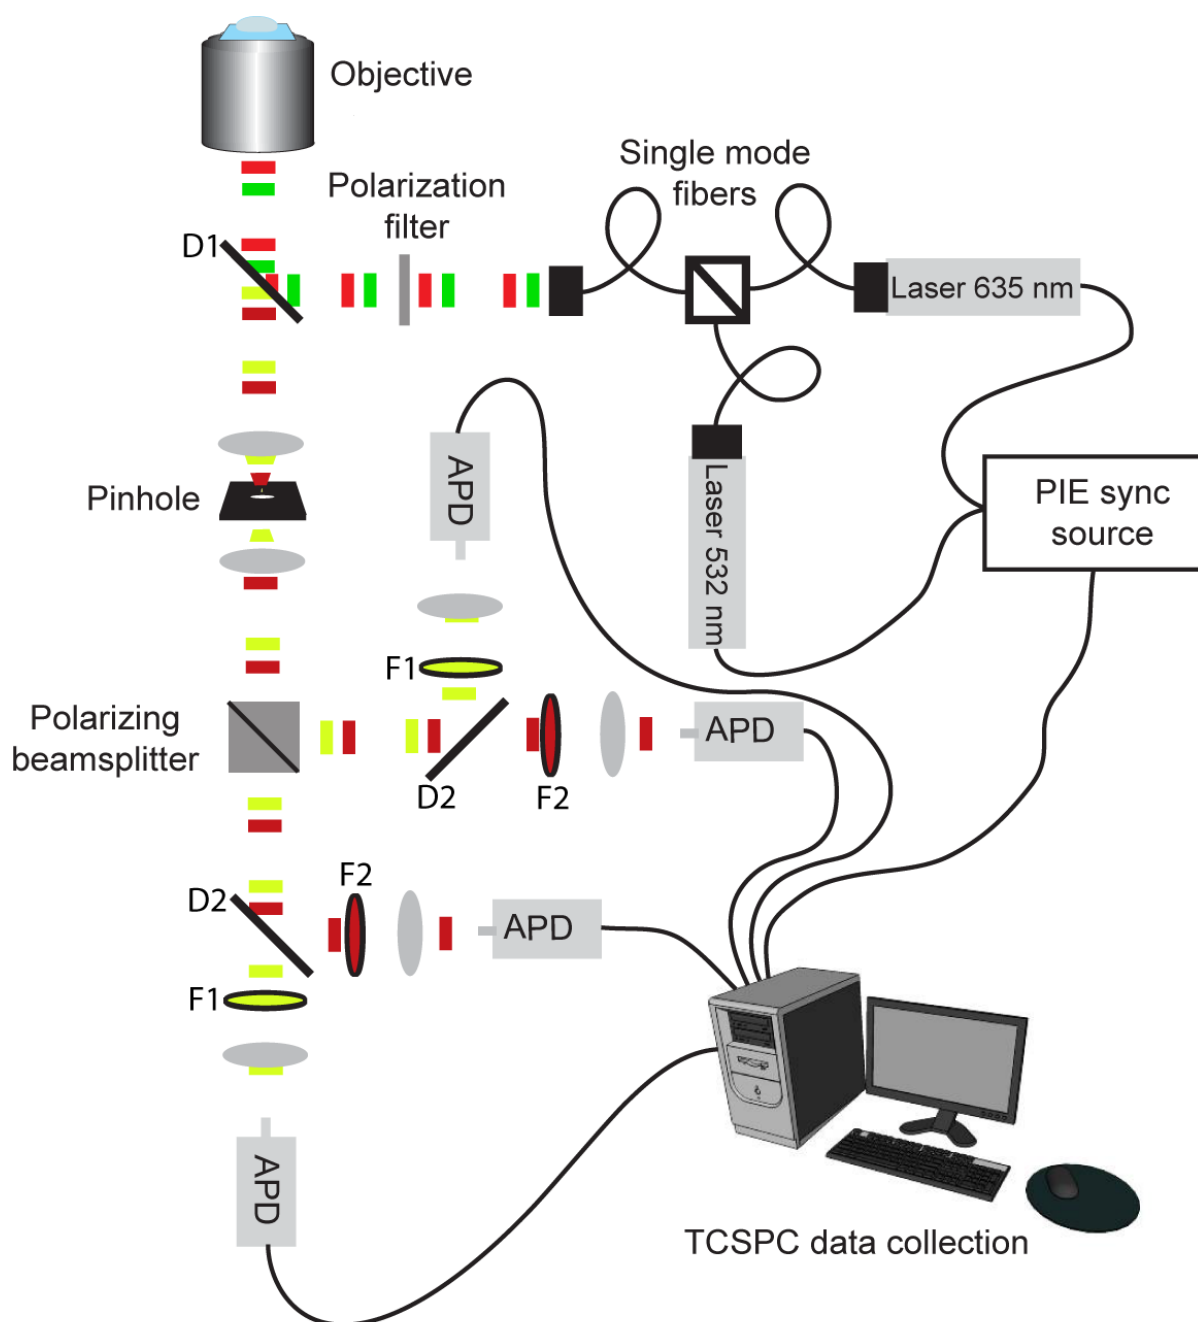 Objective
Single mode
fibers
Polarization
filter
D1
Laser 635 nm
APD
Laser 532 nm
PIE sync
source
Pinhole
F1
Polarizing
beamsplitter
APD
D2
F2
F2
D2
APD
F1
APD
TCSPC data collection